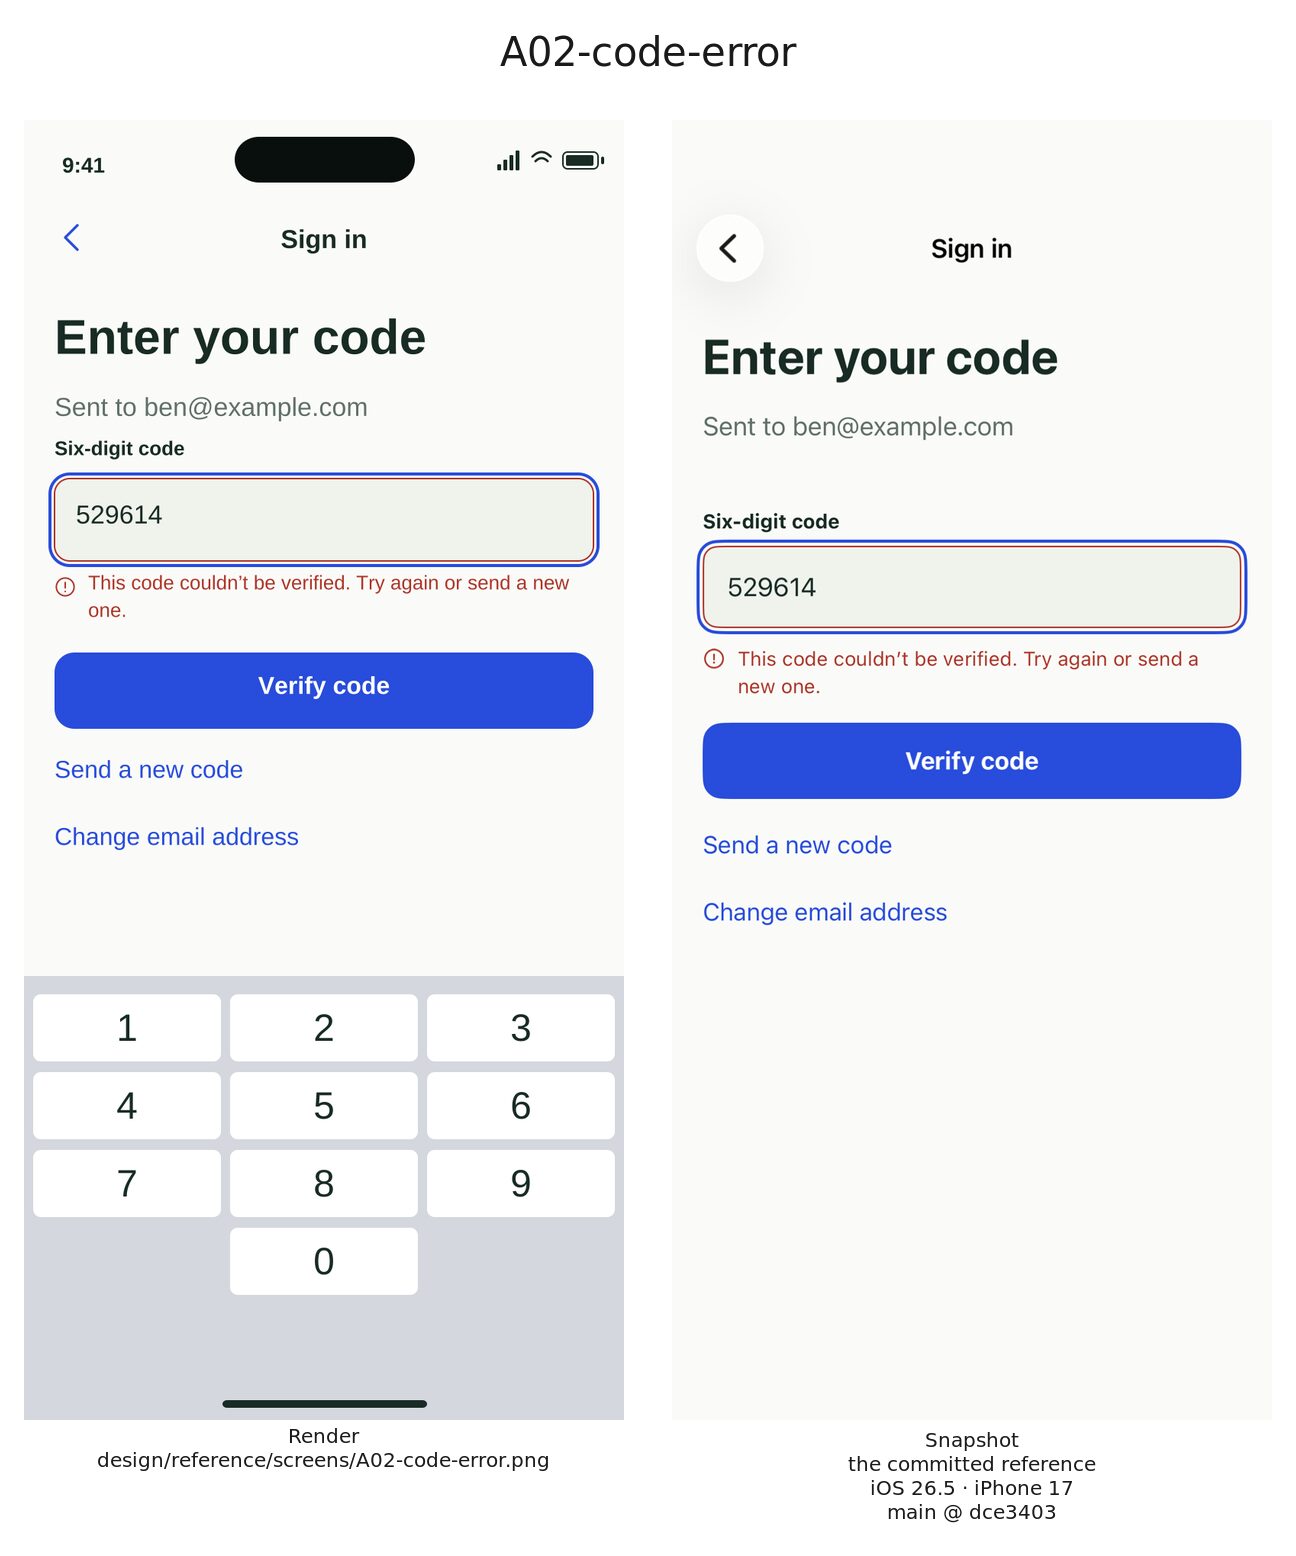 A02-code-error
9:41
Sign in
Enter your code
Sent to ben@example.com
Six-digit code
529614
This code couldn’t be verified. Try again or send a new
one.
Verify code
Send a new code
Change email address
1 2 3
4 5 6
7 8 9
0
Render
design/reference/screens/A02-code-error.png
Sign in
Enter your code
Sent to ben@example.com
Six-digit code
529614
This code couldn’t be verified. Try again or send a
new one.
Verify code
Send a new code
Change email address
Snapshot
the committed reference
iOS 26.5 · iPhone 17
main @ dce3403